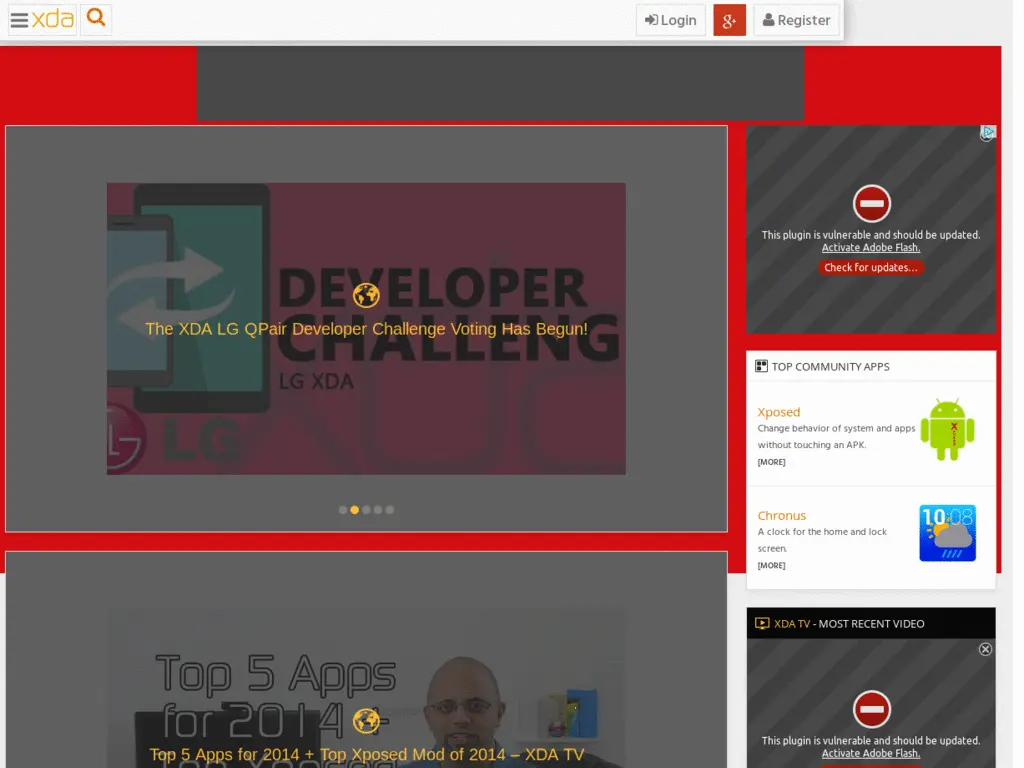 xda
Login
g+
Register
DEVELOPER
The XDA LG QPair Developer Challenge Voting Has Begun!
CHALLENG
LG XDA
LG
This plugin is vulnerable and should be updated.
Activate Adobe Flash.
Check for updates...
TOP COMMUNITY APPS
Xposed
Change behavior of system and apps
without touching an APK.
[MORE]
Chronus
A clock for the home and lock
screen.
[MORE]
10:08
XDA TV - MOST RECENT VIDEO
This plugin is vulnerable and should be updated.
Activate Adobe Flash.
Top 5 Apps
for 2014 +
Top 5 Apps for 2014 + Top Xposed Mod of 2014 – XDA TV